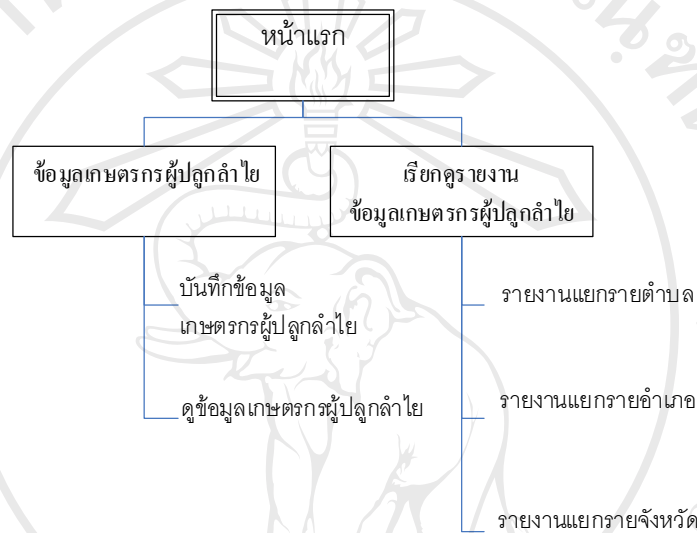 หน้าแรก
ข้อมูลเกษตรกรผู้ปลูกลำไย
เรียกดูรายงาน
ข้อมูลเกษตรกรผู้ปลูกลำไย
บันทึกข้อมูล
เกษตรกรผู้ปลูกลำไย
ดูข้อมูลเกษตรกรผู้ปลูกลำไย
รายงานแยกรายตำบล
รายงานแยกรายอำเภอ
รายงานแยกรายจังหวัด